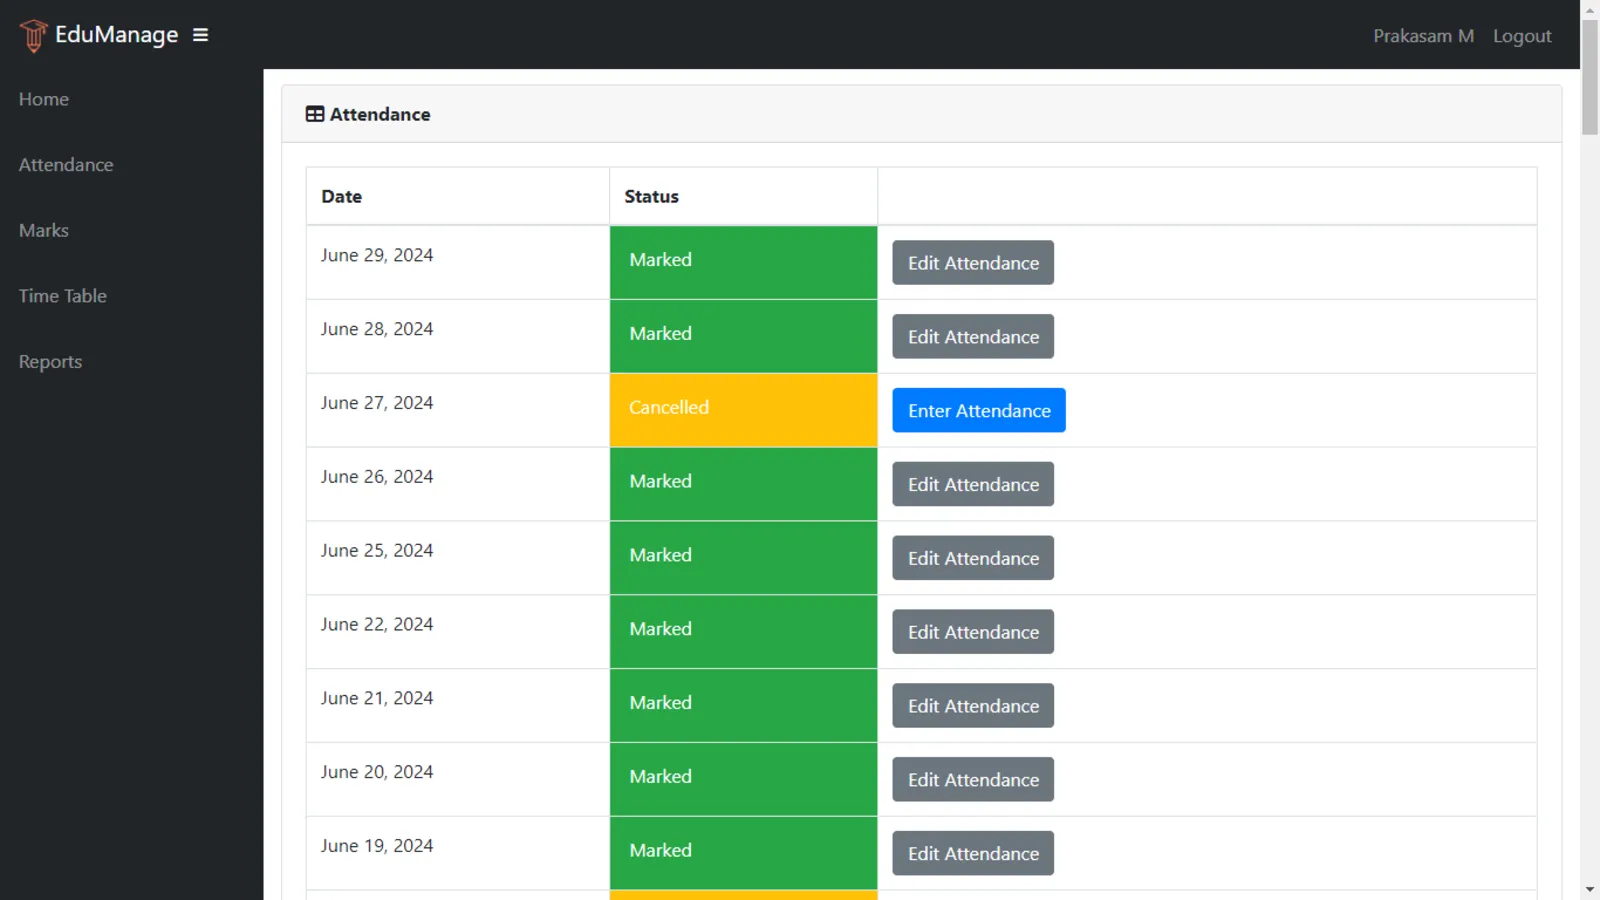 EduManage
Prakasam M Logout
Home
Attendance
Marks
Time Table
Reports
Attendance
Date Status
June 29, 2024 Marked Edit Attendance
June 28, 2024 Marked Edit Attendance
June 27, 2024 Cancelled Enter Attendance
June 26, 2024 Marked Edit Attendance
June 25, 2024 Marked Edit Attendance
June 22, 2024 Marked Edit Attendance
June 21, 2024 Marked Edit Attendance
June 20, 2024 Marked Edit Attendance
June 19, 2024 Marked Edit Attendance